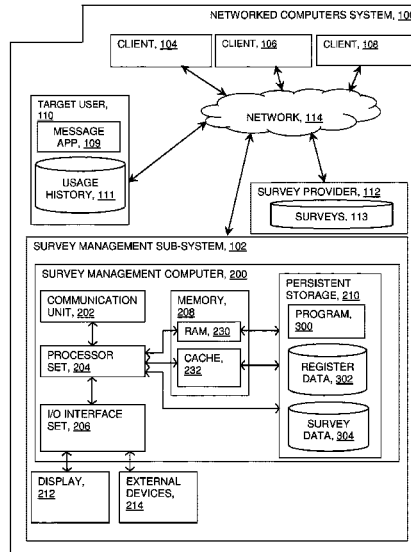 NETWORKED COMPUTERS SYSTEM, 100
CLIENT, 104
CLIENT, 106
CLIENT, 108
TARGET USER,
110
MESSAGE
APP, 109
USAGE
HISTORY, 111
NETWORK, 114
SURVEY PROVIDER, 112
SURVEYS, 113
SURVEY MANAGEMENT SUB-SYSTEM, 102
SURVEY MANAGEMENT COMPUTER, 200
COMMUNICATION
UNIT, 202
PROCESSOR
SET, 204
I/O INTERFACE
SET, 206
MEMORY,
208
RAM, 230
CACHE,
232
PERSISTENT
STORAGE, 210
PROGRAM,
300
REGISTER
DATA, 302
SURVEY
DATA, 304
DISPLAY,
212
EXTERNAL
DEVICES, 214